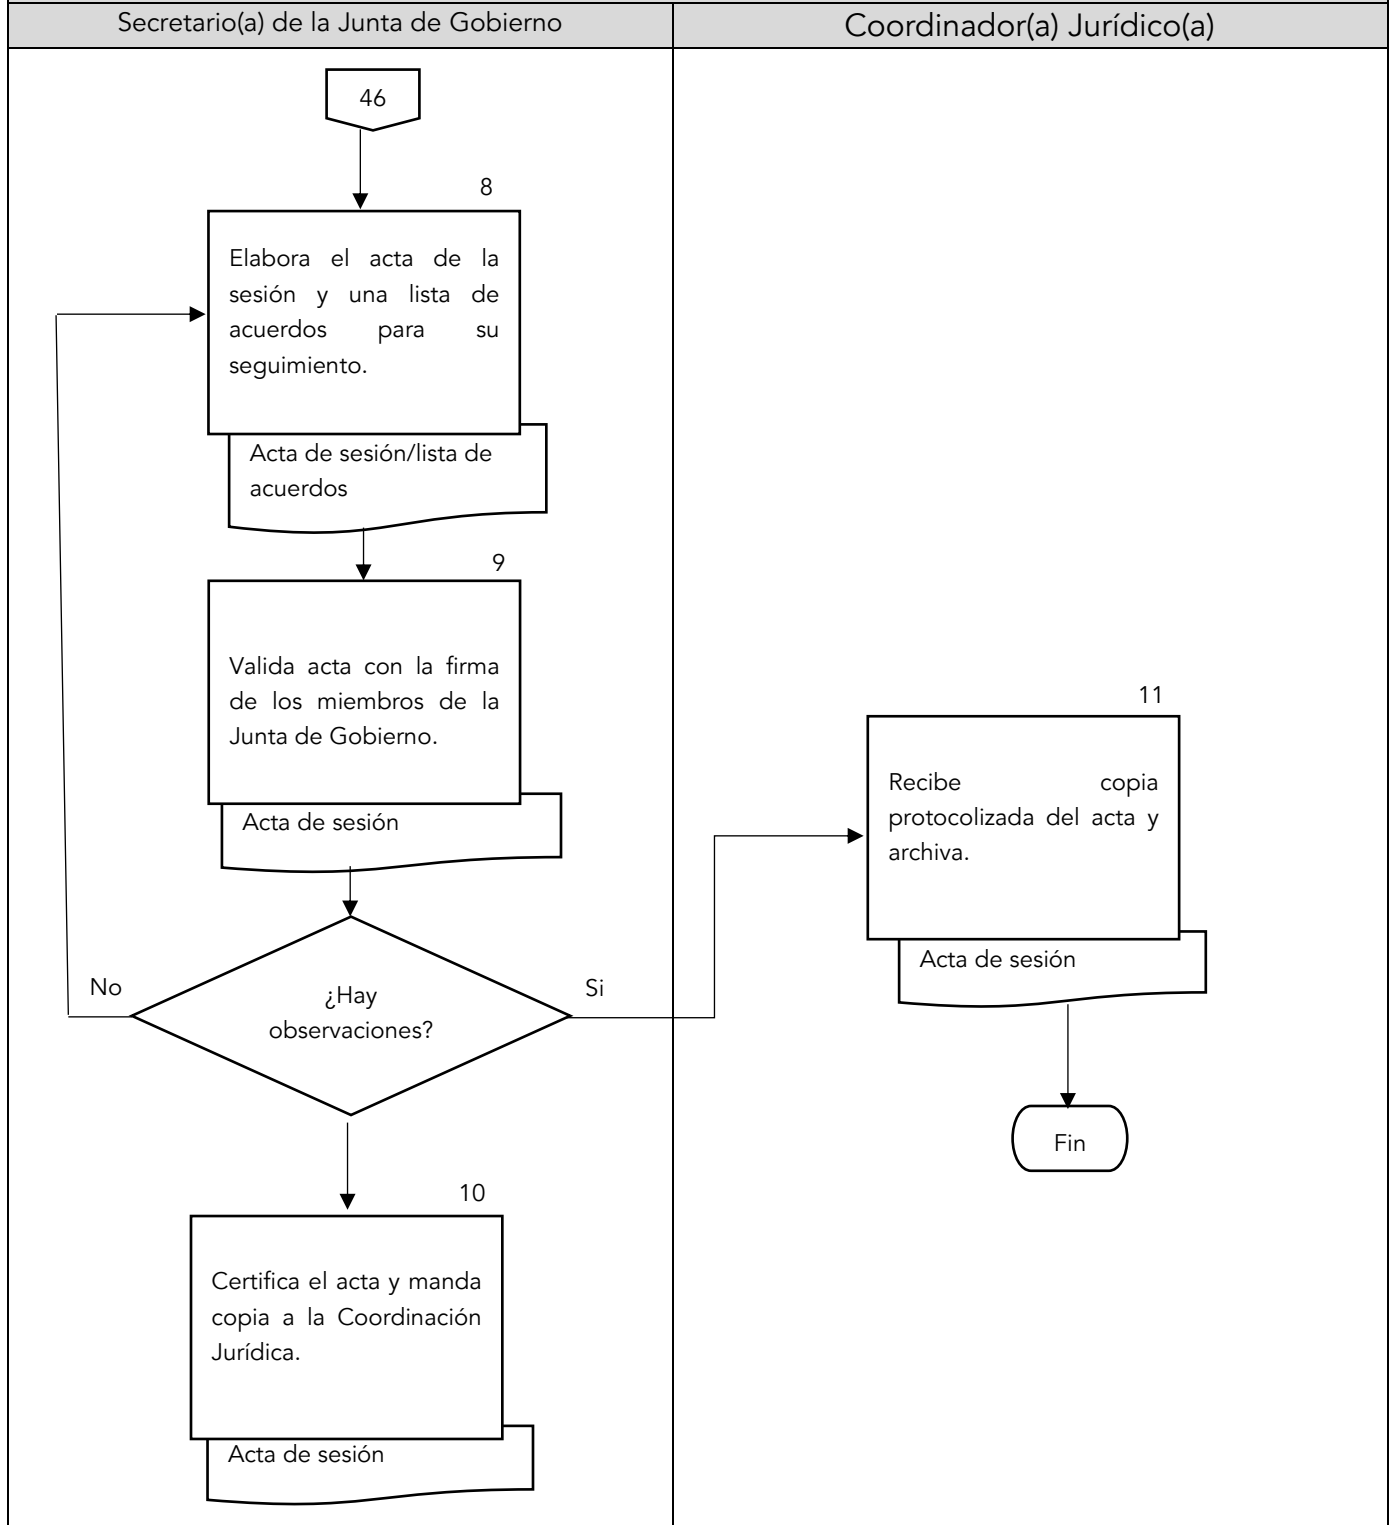 Secretario(a) de la Junta de Gobierno
Coordinador(a) Jurídico(a)
46
8
Elabora el acta de la
sesión y una lista de
acuerdos para su
seguimiento.
Acta de sesión/lista de
acuerdos
9
Valida acta con la firma
de los miembros de la
Junta de Gobierno.
Acta de sesión
No
¿Hay
observaciones?
Si
10
Certifica el acta y manda
copia a la Coordinación
Jurídica.
Acta de sesión
11
Recibe copia
protocolizada del acta y
archiva.
Acta de sesión
Fin